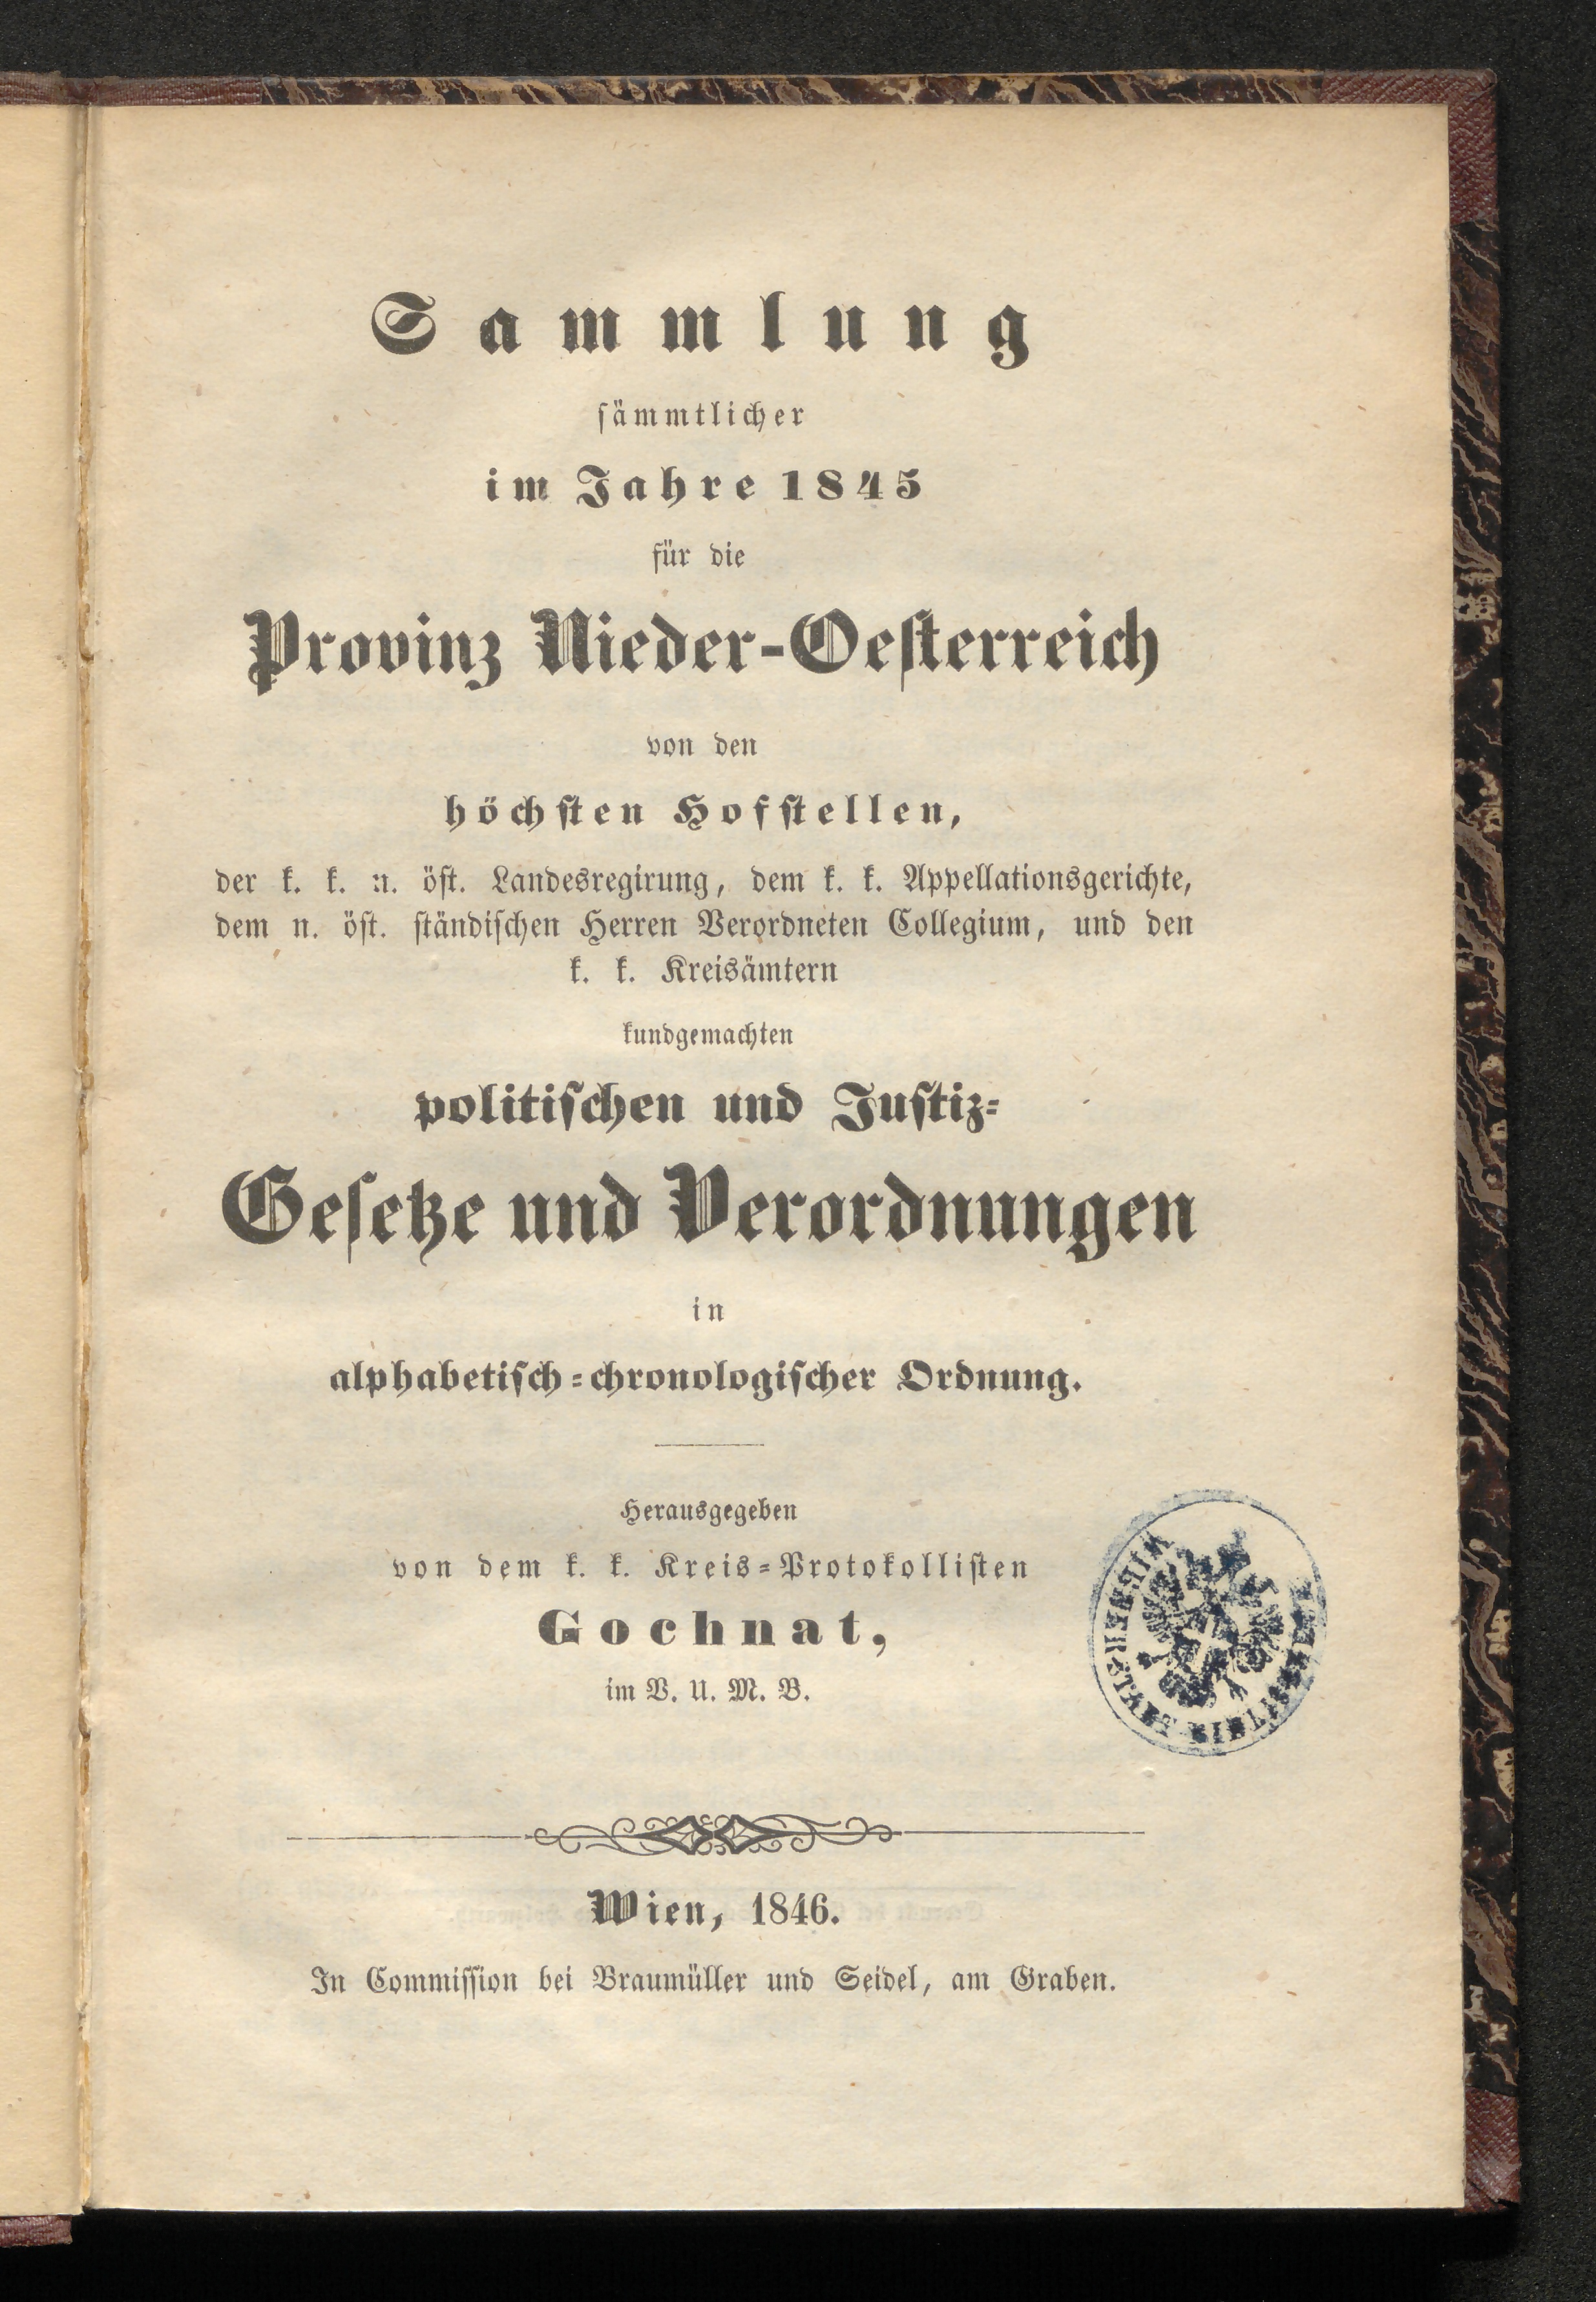 Sammlung
sämmtlicher
im Jahre 1845
für die
Provinz Nieder-Oesterreich
von den
höchsten Hofstellen,
der k. k. n. öst. Landesregirung, dem k. k. Appellationsgerichte,
dem n. öst. ständischen Herren Verordneten Collegium, und den
k. k. Kreisämtern
kundgemachten
politischen und Justiz-
Gesetze und Verordnungen
in
alphabetisch-chronologischer Ordnung.
Herausgegeben
von dem k. k. Kreis-Protokollisten
Gochnat,
im V. U. M. B.
Wien, 1846.
In Commission bei Braumüller und Seidel, am Graben.